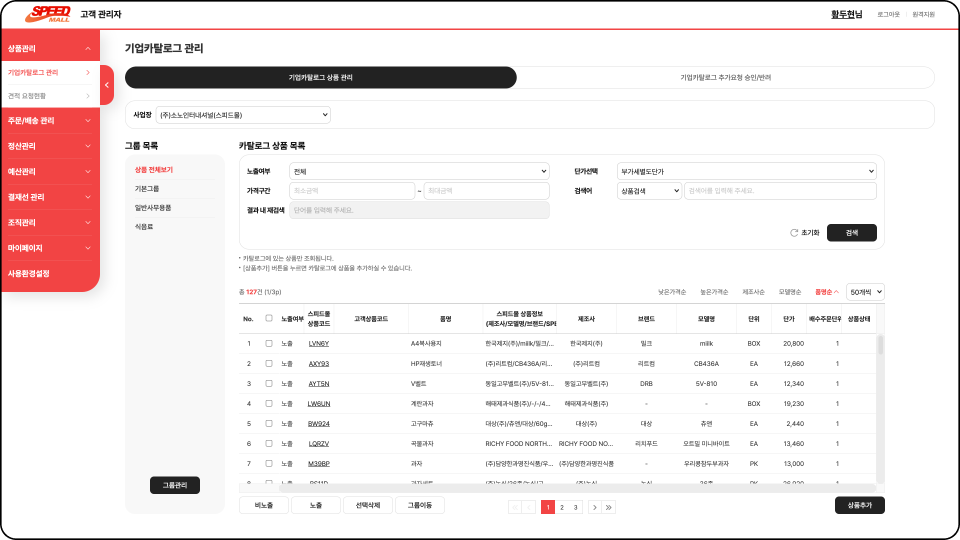 SPEED MALL 고객 관리자
황두현님 로그아웃 원격지원
상품관리
기업카탈로그 관리
견적 요청현황
주문/배송 관리
정산관리
예산관리
결재선 관리
조직관리
마이페이지
사용환경설정
기업카탈로그 관리
기업카탈로그 상품 관리 기업카탈로그 추가요청 승인/반려
사업장 (주)소노인터내셔널(스피드몰)
그룹 목록
상품 전체보기
기본그룹
일반사무용품
식음료
그룹관리
카탈로그 상품 목록
노출여부 전체 단가선택 부가세별도단가
가격구간 최소금액 ~ 최대금액 검색어 상품검색 검색어를 입력해 주세요.
결과 내 재검색 단어를 입력해 주세요.
초기화 검색
• 카탈로그에 있는 상품만 조회됩니다.
• [상품추가] 버튼을 누르면 카탈로그에 상품을 추가하실 수 있습니다.
총 127건 (1/3p) 낮은가격순 높은가격순 제조사순 모델명순 품명순 50개씩
No. 노출여부 스피드몰 상품코드 고객상품코드 품명 스피드몰 상품정보 (제조사/모델명/브랜드/SPE 제조사 브랜드 모델명 단위 단가 배수주문단위 상품상태
1 노출 LVN6Y A4복사용지 한국제지(주)/miilk/밀크/... 한국제지(주) 밀크 miilk BOX 20,800 1
2 노출 AXY93 HP재생토너 (주)리트컴/CB436A/리... (주)리트컴 리트컴 CB436A EA 12,660 1
3 노출 AYT5N V벨트 동일고무벨트(주)/5V-81... 동일고무벨트(주) DRB 5V-810 EA 12,340 1
4 노출 LW6UN 계란과자 해태제과식품(주)/-/-/4... 해태제과식품(주) - - BOX 19,230 1
5 노출 BW924 고구마츄 대상(주)/츄엔/대상/60g... 대상(주) 대상 츄엔 EA 2,440 1
6 노출 LQRZV 곡물과자 RICHY FOOD NORTH... RICHY FOOD NO... 리치푸드 오트밀 미니바이트 EA 13,460 1
7 노출 M39BP 과자 (주)담양한과명진식품/우... (주)담양한과명진식품 - 우리콩참두부과자 PK 13,000 1
비노출 노출 선택삭제 그룹이동 1 2 3 상품추가